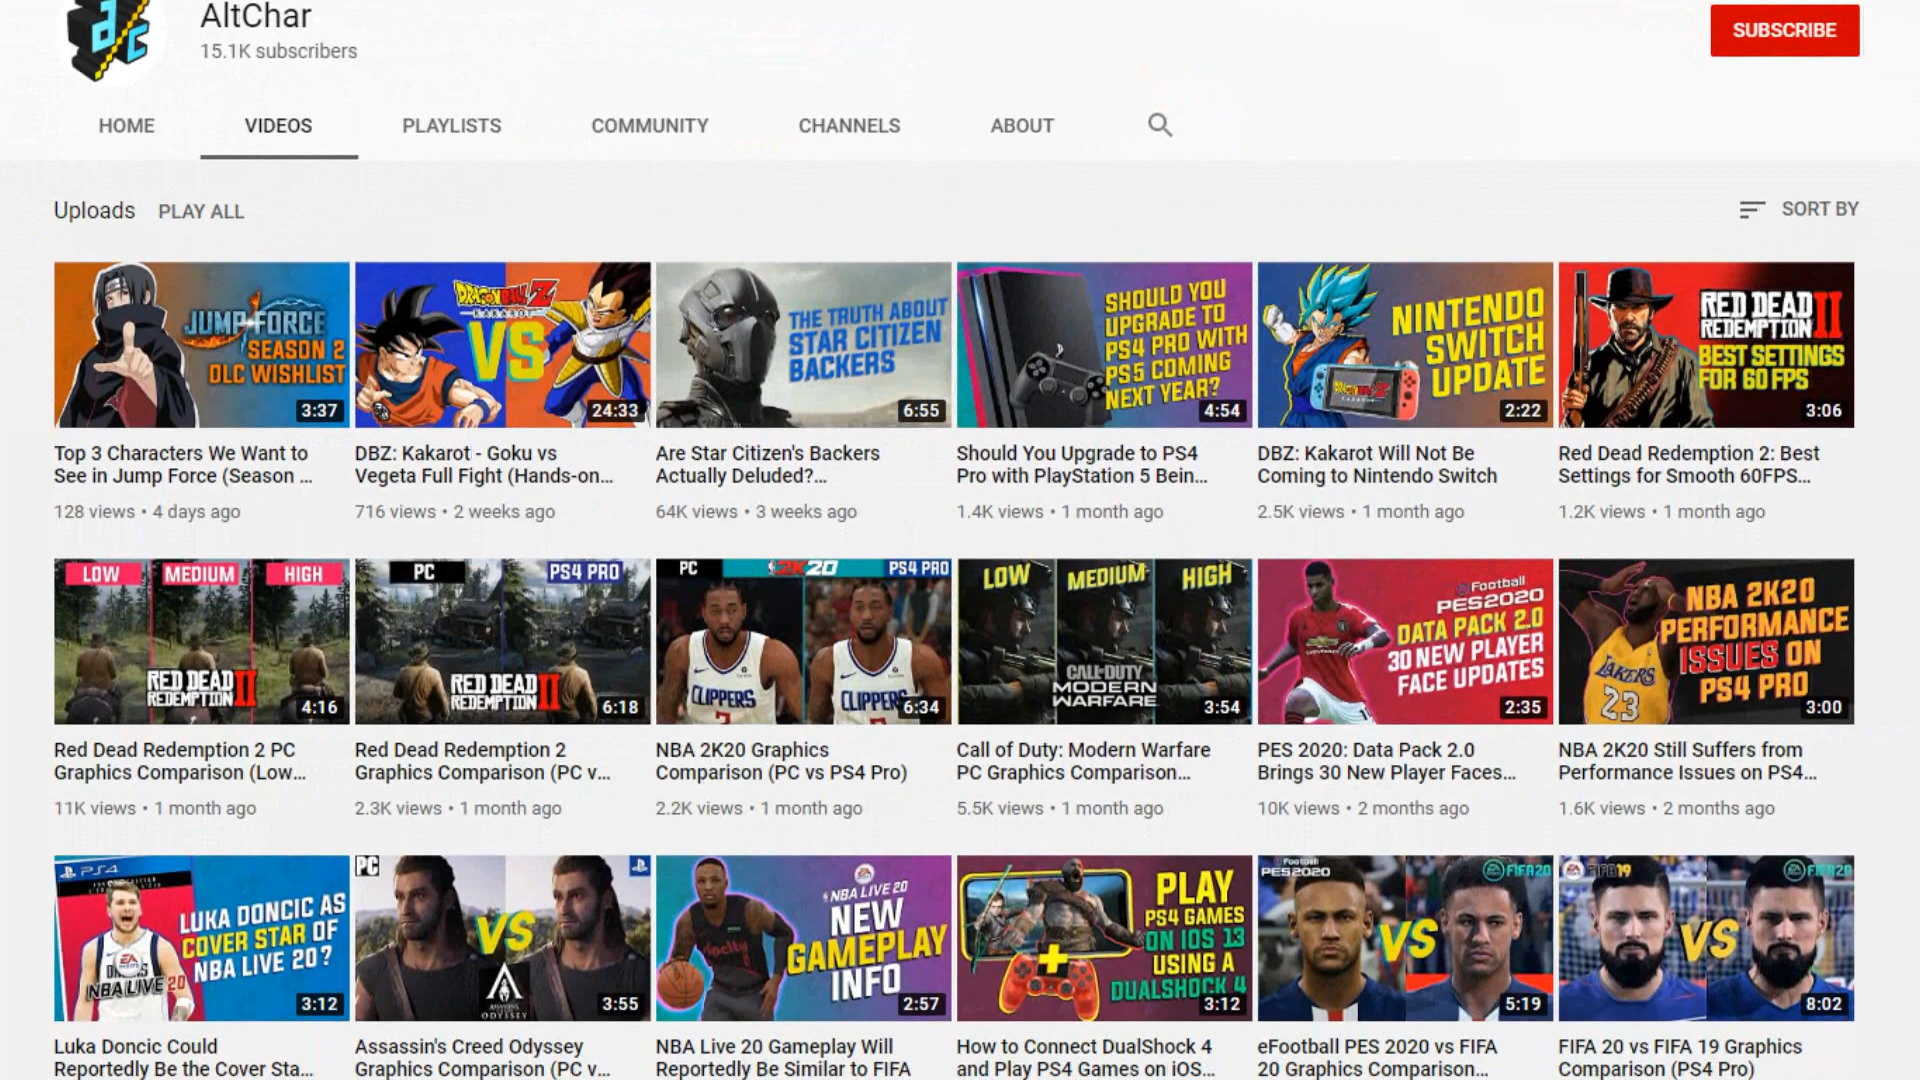 AltChar
15.1K subscribers
SUBSCRIBE
HOME VIDEOS PLAYLISTS COMMUNITY CHANNELS ABOUT
Uploads PLAY ALL SORT BY
JUMP FORCE
SEASON 2
DLC WISHLIST
3:37
DRAGON BALL Z
KAKAROT
VS
24:33
THE TRUTH ABOUT
STAR CITIZEN
BACKERS
6:55
SHOULD YOU
UPGRADE TO
PS4 PRO WITH
PS5 COMING
NEXT YEAR?
4:54
NINTENDO
SWITCH
UPDATE
2:22
RED DEAD
REDEMPTION II
BEST SETTINGS
FOR 60 FPS
3:06
Top 3 Characters We Want to
See in Jump Force (Season ...
128 views • 4 days ago
DBZ: Kakarot - Goku vs
Vegeta Full Fight (Hands-on...
716 views • 2 weeks ago
Are Star Citizen's Backers
Actually Deluded?...
64K views • 3 weeks ago
Should You Upgrade to PS4
Pro with PlayStation 5 Bein...
1.4K views • 1 month ago
DBZ: Kakarot Will Not Be
Coming to Nintendo Switch
2.5K views • 1 month ago
Red Dead Redemption 2: Best
Settings for Smooth 60FPS...
1.2K views • 1 month ago
LOW MEDIUM HIGH
RED DEAD
REDEMPTION II
4:16
PC PS4 PRO
RED DEAD
REDEMPTION II
6:18
PC 2K20 PS4 PRO
CLIPPERS CLIPPERS
6:34
LOW MEDIUM HIGH
CALL OF DUTY
MODERN
WARFARE
3:54
eFootball
PES2020
DATA PACK 2.0
30 NEW PLAYER
FACE UPDATES
CHEVROLET
2:35
NBA 2K20
PERFORMANCE
ISSUES ON
PS4 PRO
LAKERS
23
3:00
Red Dead Redemption 2 PC
Graphics Comparison (Low...
11K views • 1 month ago
Red Dead Redemption 2
Graphics Comparison (PC v...
2.3K views • 1 month ago
NBA 2K20 Graphics
Comparison (PC vs PS4 Pro)
2.2K views • 1 month ago
Call of Duty: Modern Warfare
PC Graphics Comparison...
5.5K views • 1 month ago
PES 2020: Data Pack 2.0
Brings 30 New Player Faces...
10K views • 2 months ago
NBA 2K20 Still Suffers from
Performance Issues on PS4...
1.6K views • 2 months ago
PS4
LUKA DONCIC AS
COVER STAR OF
NBA LIVE 20?
EA
NBA LIVE 20
3:12
PC
VS
ASSASSIN'S
CREED
ODYSSEY
3:55
NBA LIVE 20
NEW
GAMEPLAY
INFO
2:57
PLAY
PS4 GAMES
ON IOS 13
USING A
DUALSHOCK 4
3:12
eFootball
PES2020
FIFA20
VS
5:19
FIFA19
FIFA20
VS
8:02
Luka Doncic Could
Reportedly Be the Cover Sta...
Assassin's Creed Odyssey
Graphics Comparison (PC v...
NBA Live 20 Gameplay Will
Reportedly Be Similar to FIFA
How to Connect DualShock 4
and Play PS4 Games on iOS...
eFootball PES 2020 vs FIFA
20 Graphics Comparison...
FIFA 20 vs FIFA 19 Graphics
Comparison (PS4 Pro)